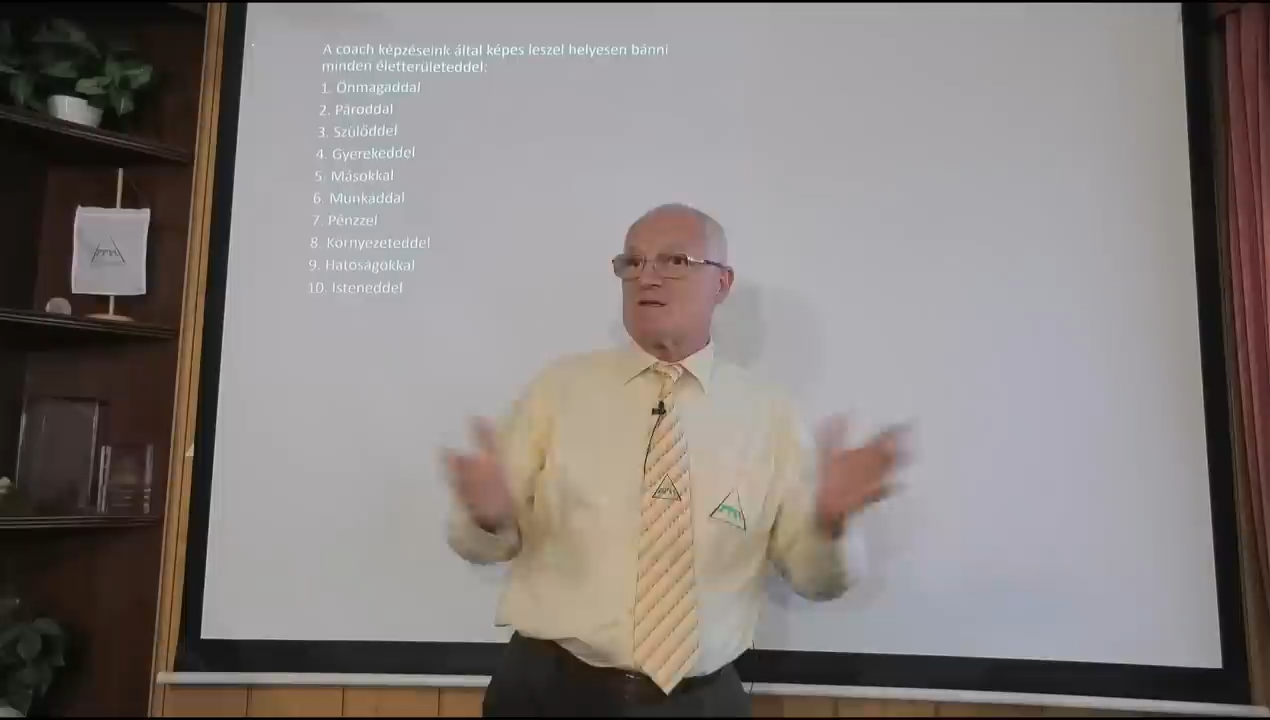 A coach képzéseink által képes leszel helyesen bánni
minden életterületeddel:
1. Önmagaddal
2. Pároddal
3. Szülőddel
4. Gyerekeddel
5. Másokkal
6. Munkáddal
7. Pénzzel
8. Környezeteddel
9. Hatóságokkal
10. Isteneddel